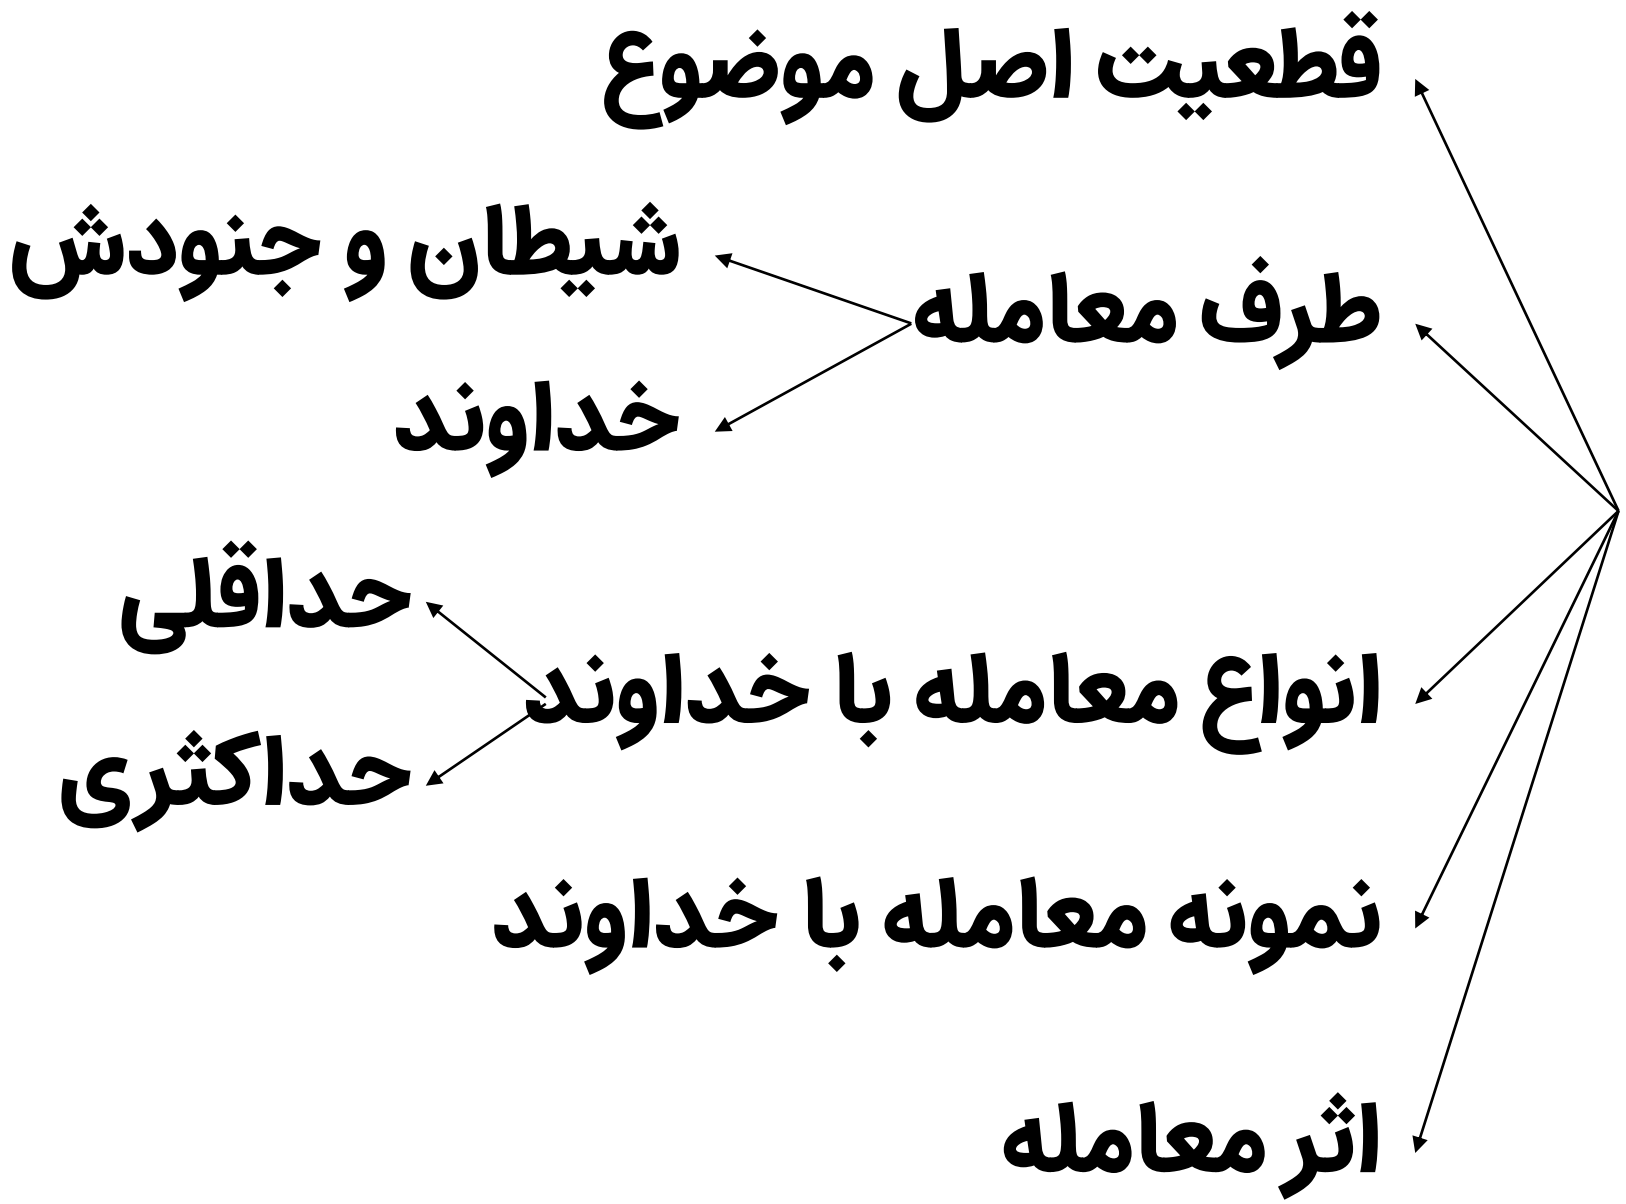 قطعیت اصل موضوع
طرف معامله
شیطان و جنودش
خداوند
انواع معامله با خداوند
حداقلی
حداکثری
نمونه معامله با خداوند
اثر معامله